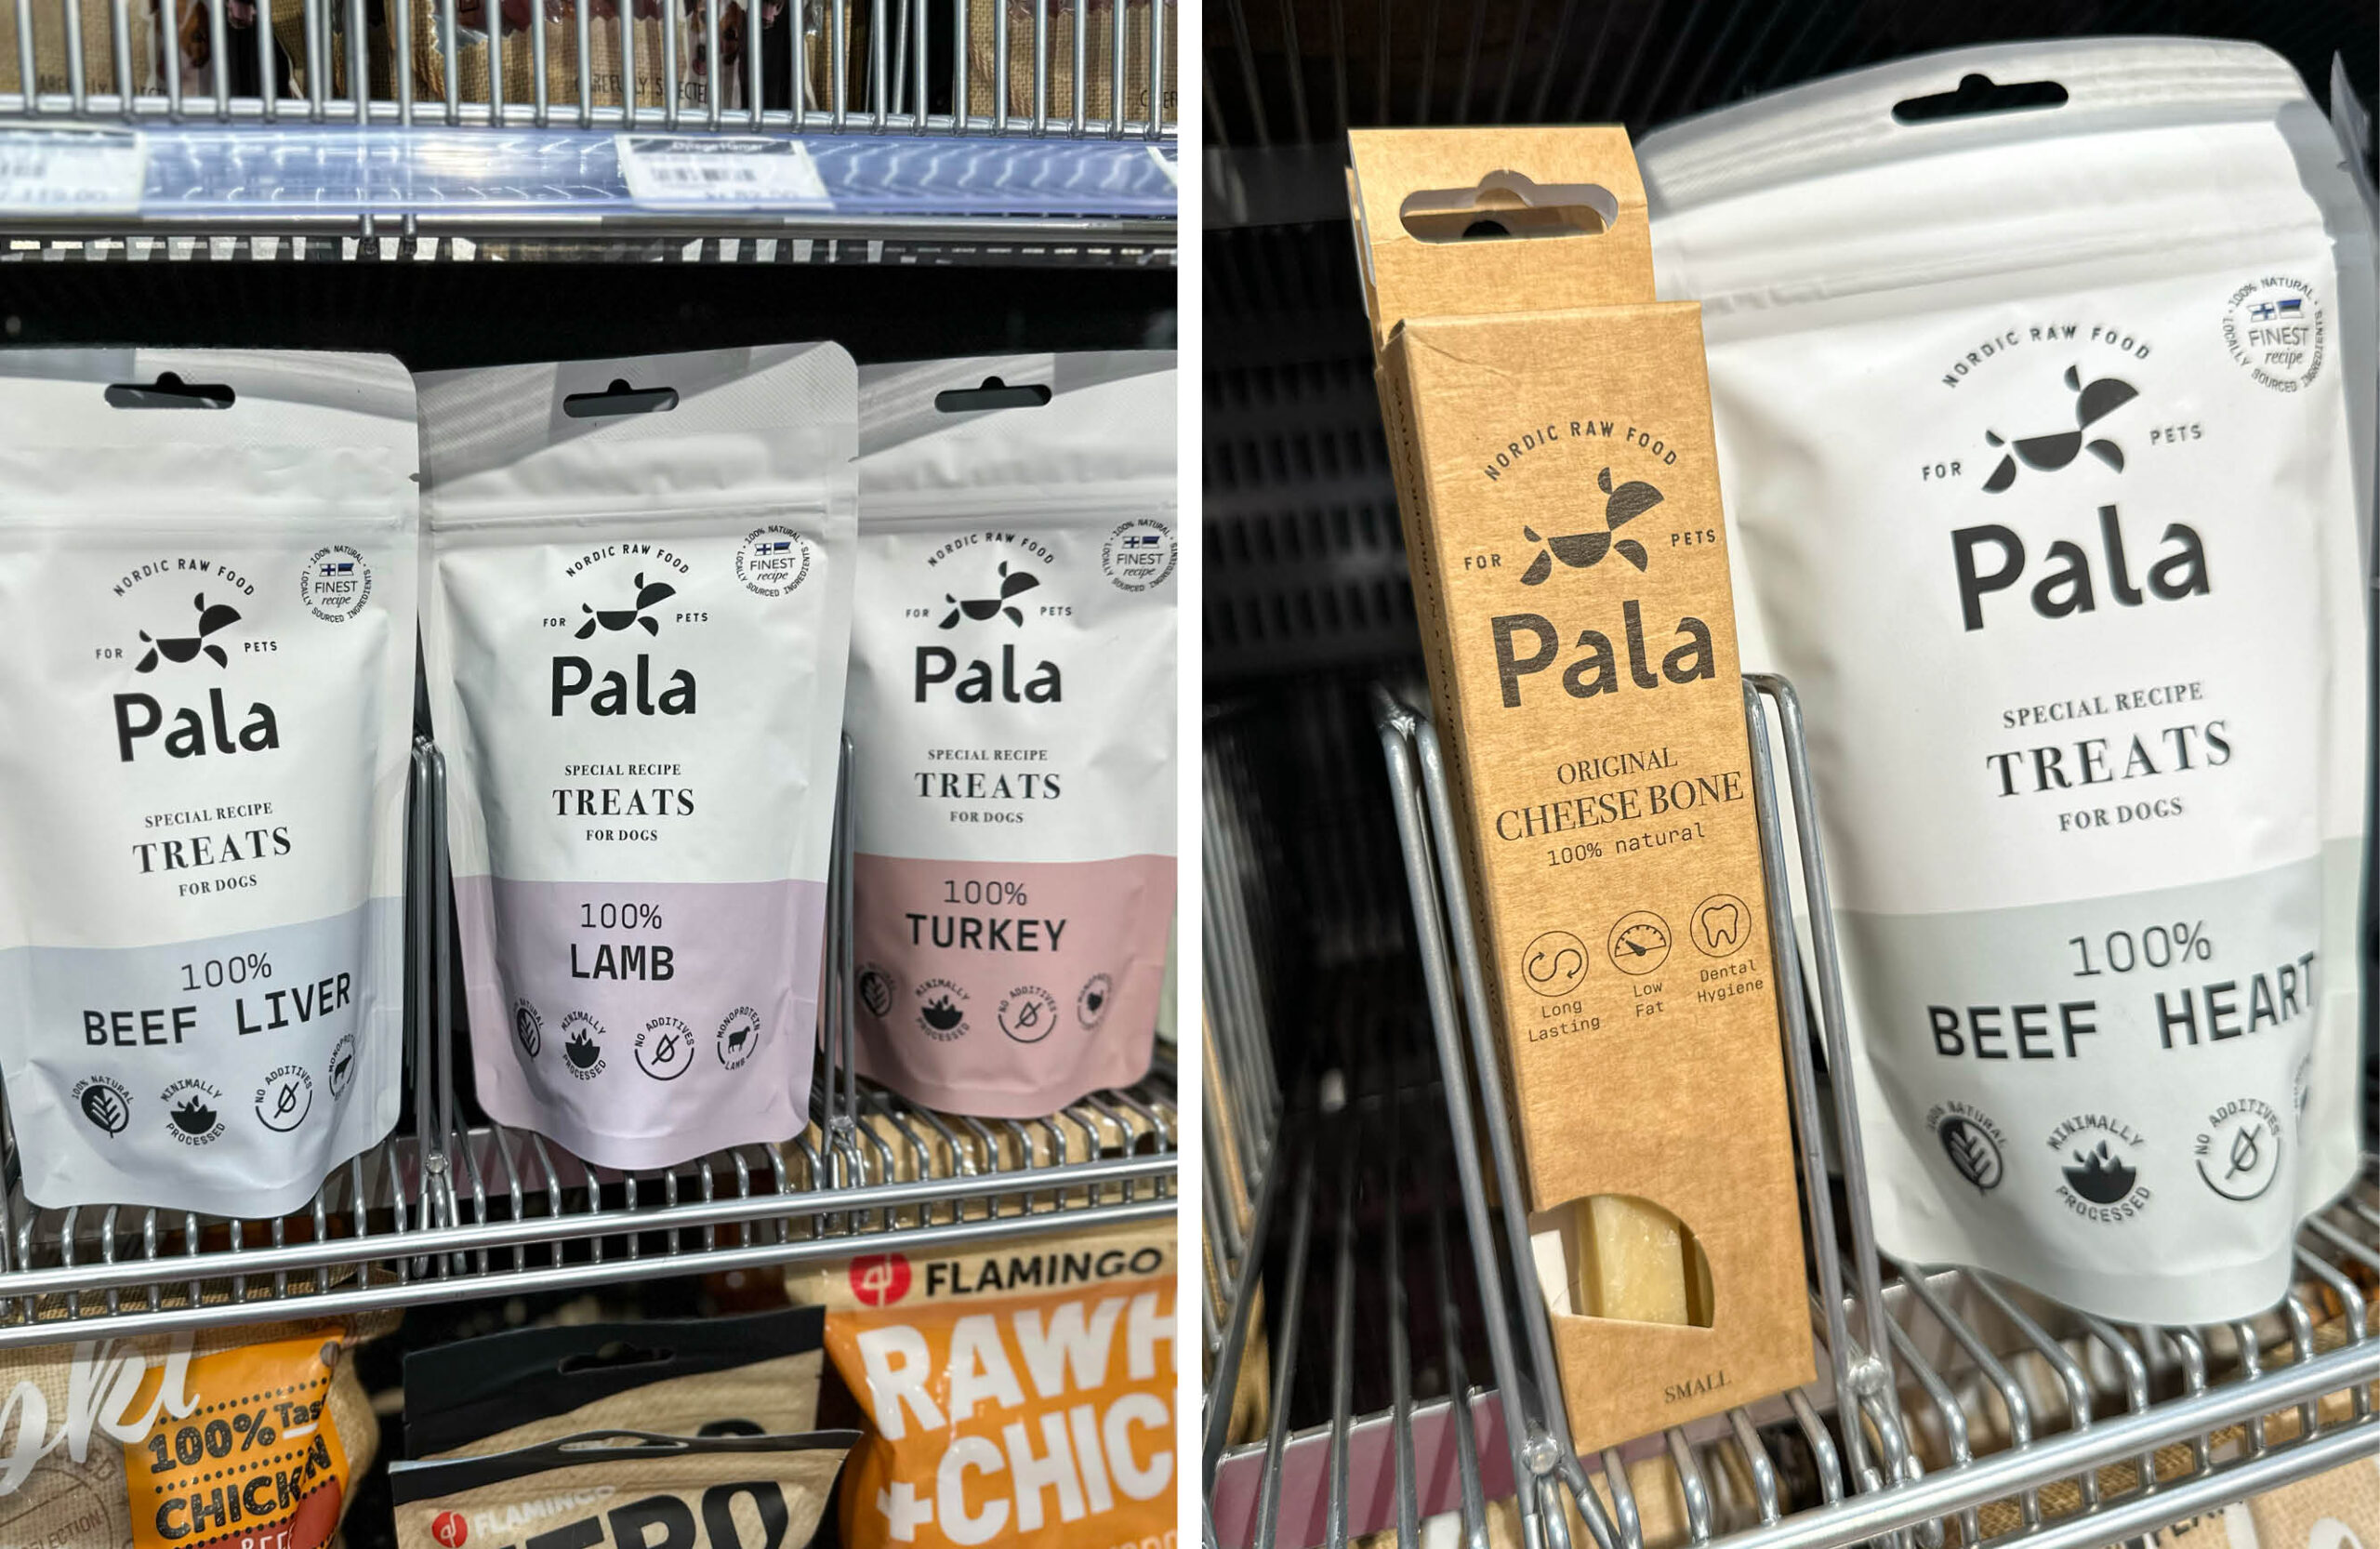 CAREFULLY SELECTED
119.00
NORDIC RAW FOOD
FOR PETS
Pala
SPECIAL RECIPE
TREATS
FOR DOGS
100%
BEEF LIVER
100% NATURAL
MINIMALLY PROCESSED
NO ADDITIVES
100% NATURAL • LOCALLY SOURCED INGREDIENTS •
FINEST
recipe
NORDIC RAW FOOD
FOR PETS
Pala
SPECIAL RECIPE
TREATS
FOR DOGS
100%
LAMB
MINIMALLY PROCESSED
NO ADDITIVES
MONOPROTEIN LAMB
100% NATURAL • LOCALLY SOURCED INGREDIENTS •
FINEST
recipe
NORDIC RAW FOOD
FOR PETS
Pala
SPECIAL RECIPE
TREATS
FOR DOGS
100%
TURKEY
MINIMALLY PROCESSED
NO ADDITIVES
100% NATURAL
FINEST
recipe
100% Tas
CHICK
FLAMINGO
FLAMINGO
RAWH
+CHIC
NORDIC RAW FOOD
FOR PETS
Pala
ORIGINAL
CHEESE BONE
100% natural
Long Lasting
Low Fat
Dental Hygiene
SMALL
NORDIC RAW FOOD
FOR PETS
Pala
SPECIAL RECIPE
TREATS
FOR DOGS
100%
BEEF HEART
100% NATURAL
MINIMALLY PROCESSED
NO ADDITIVES
100% NATURAL • LOCALLY SOURCED INGREDIENTS •
FINEST
recipe